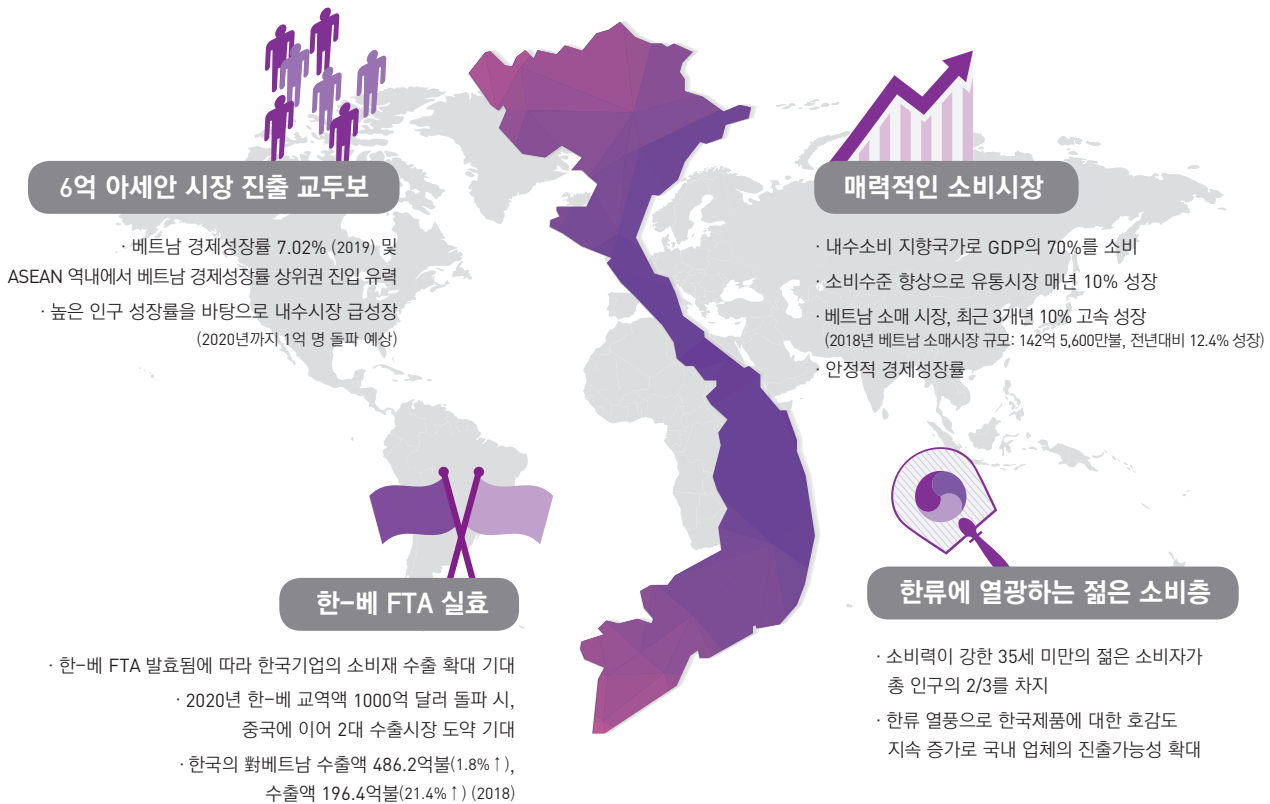 6억 아세안 시장 진출 교두보
· 베트남 경제성장률 7.02% (2019) 및
ASEAN 역내에서 베트남 경제성장률 상위권 진입 유력
· 높은 인구 성장률을 바탕으로 내수시장 급성장
(2020년까지 1억 명 돌파 예상)
매력적인 소비시장
· 내수소비 지향국가로 GDP의 70%를 소비
· 소비수준 향상으로 유통시장 매년 10% 성장
· 베트남 소매 시장, 최근 3개년 10% 고속 성장
(2018년 베트남 소매시장 규모: 142억 5,600만불, 전년대비 12.4% 성장)
· 안정적 경제성장률
한-베 FTA 실효
· 한-베 FTA 발효됨에 따라 한국기업의 소비재 수출 확대 기대
· 2020년 한-베 교역액 1000억 달러 돌파 시,
중국에 이어 2대 수출시장 도약 기대
· 한국의 對베트남 수출액 486.2억불(1.8%↑),
수출액 196.4억불(21.4%↑) (2018)
한류에 열광하는 젊은 소비층
· 소비력이 강한 35세 미만의 젊은 소비자가
총 인구의 2/3를 차지
· 한류 열풍으로 한국제품에 대한 호감도
지속 증가로 국내 업체의 진출가능성 확대